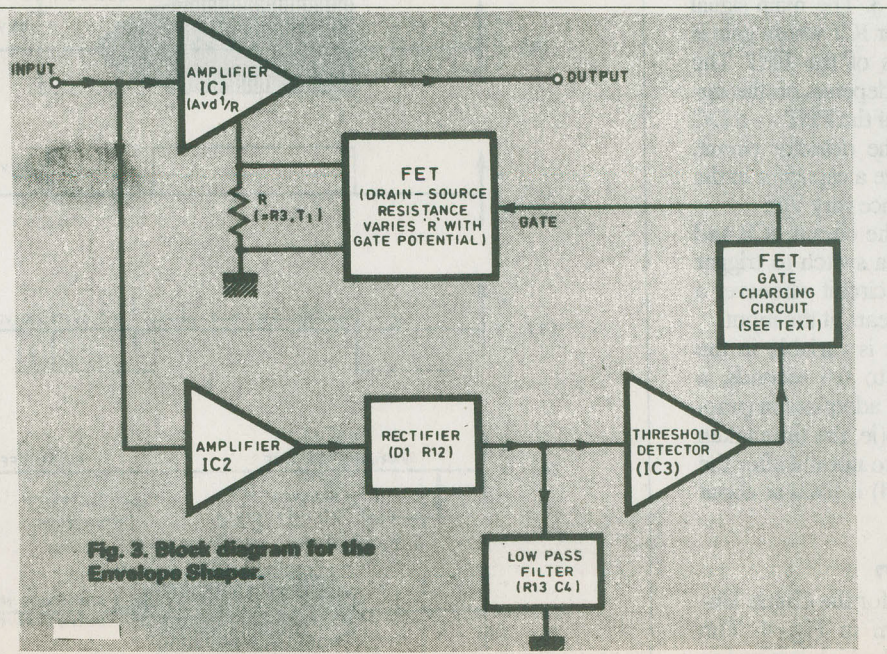 INPUT
AMPLIFIER
IC1
(Avd 1/R
OUTPUT
R
(=R3,T1)
FET
(DRAIN-SOURCE
RESISTANCE
VARIES 'R' WITH
GATE POTENTIAL)
GATE
FET
GATE
CHARGING
CIRCUIT
(SEE TEXT)
AMPLIFIER
IC2
RECTIFIER
(D1 R12)
THRESHOLD
DETECTOR
(IC3)
LOW PASS
FILTER
(R13 C4)
Fig. 3. Block diagram for the
Envelope Shaper.